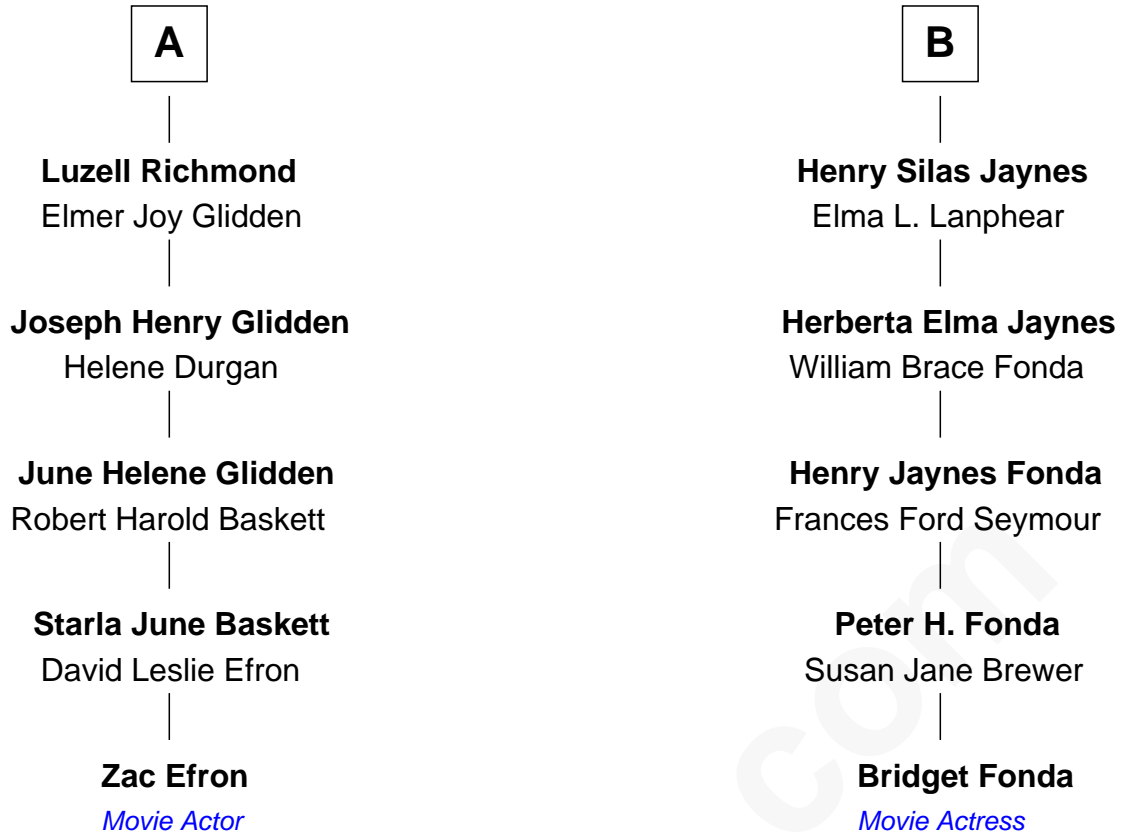 A
Luzell Richmond
Elmer Joy Glidden
Joseph Henry Glidden
Helene Durgan
June Helene Glidden
Robert Harold Baskett
Starla June Baskett
David Leslie Efron
Zac Efron
Movie Actor
B
Henry Silas Jaynes
Elma L. Lanphear
Herberta Elma Jaynes
William Brace Fonda
Henry Jaynes Fonda
Frances Ford Seymour
Peter H. Fonda
Susan Jane Brewer
Bridget Fonda
Movie Actress
com